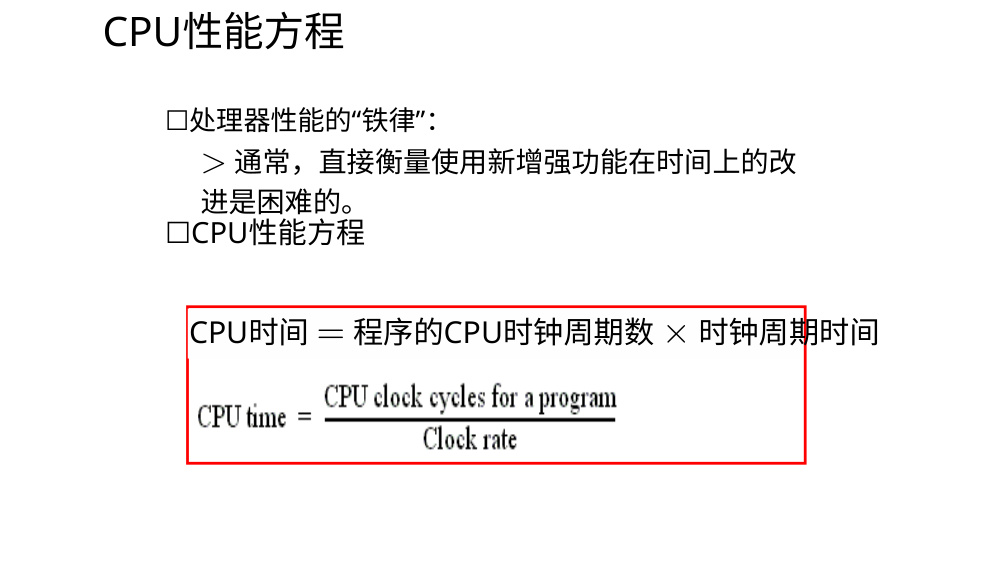 CPU性能方程
□处理器性能的“铁律”：
＞通常，直接衡量使用新增强功能在时间上的改
进是困难的。
□CPU性能方程
CPU时间 ＝ 程序的CPU时钟周期数 × 时钟周期时间
CPU time = CPU clock cycles for a program
Clock rate